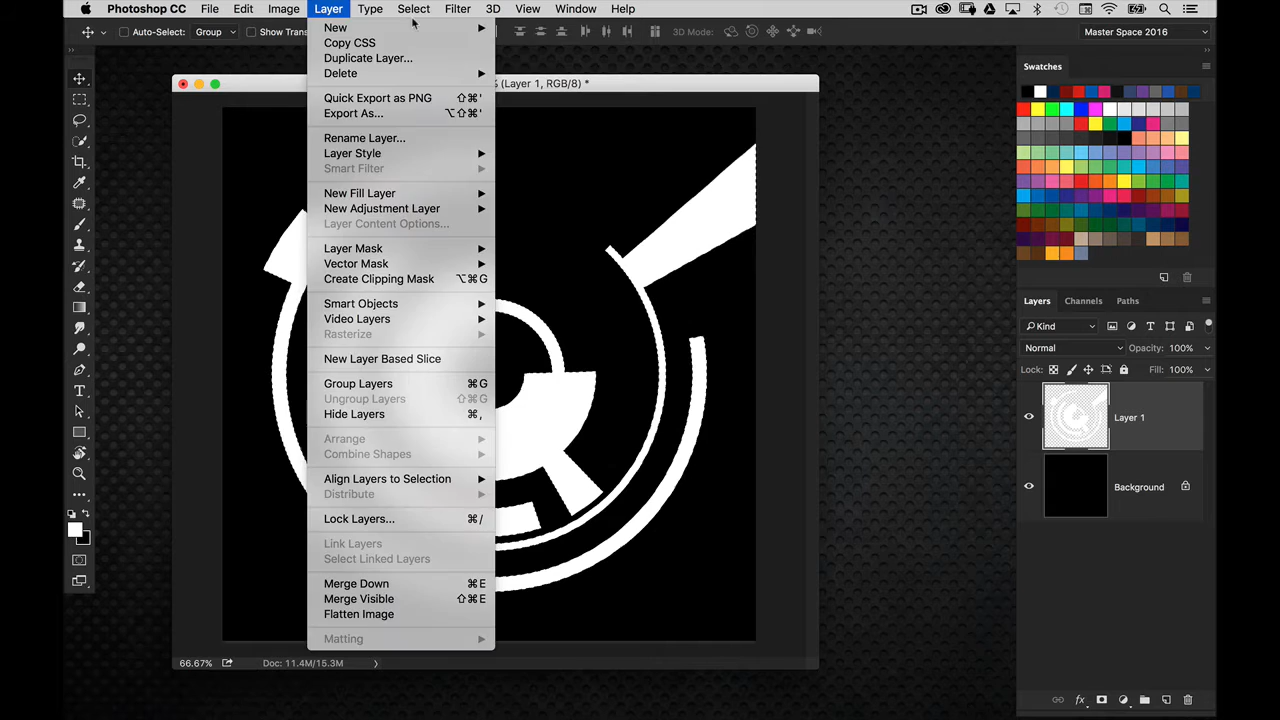 Photoshop CC File Edit Image Layer Type Select Filter 3D View Window Help
Auto-Select: Group Show Trans 3D Mode: Master Space 2016
% (Layer 1, RGB/8) *
New
Copy CSS
Duplicate Layer...
Delete
Quick Export as PNG ⇧⌘'
Export As... ⌥⇧⌘'
Rename Layer...
Layer Style
Smart Filter
New Fill Layer
New Adjustment Layer
Layer Content Options...
Layer Mask
Vector Mask
Create Clipping Mask ⌥⌘G
Smart Objects
Video Layers
Rasterize
New Layer Based Slice
Group Layers ⌘G
Ungroup Layers ⇧⌘G
Hide Layers ⌘,
Arrange
Combine Shapes
Align Layers to Selection
Distribute
Lock Layers... ⌘/
Link Layers
Select Linked Layers
Merge Down ⌘E
Merge Visible ⇧⌘E
Flatten Image
Matting
66.67% Doc: 11.4M/15.3M
Swatches
Layers Channels Paths
Kind
Normal Opacity: 100%
Lock: Fill: 100%
Layer 1
Background
fx